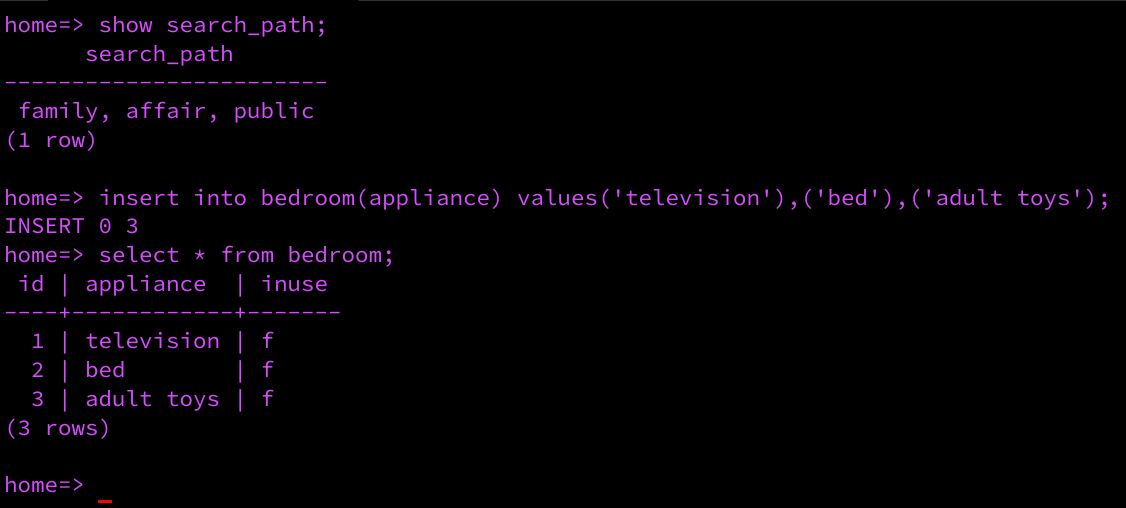 home=> show search_path;
      search_path
------------------------
 family, affair, public
(1 row)

home=> insert into bedroom(appliance) values('television'),('bed'),('adult toys');
INSERT 0 3
home=> select * from bedroom;
 id | appliance  | inuse
----+------------+-------
  1 | television | f
  2 | bed        | f
  3 | adult toys | f
(3 rows)

home=> _